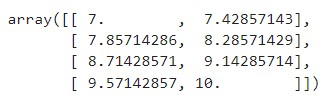 array([[ 7.        ,  7.42857143],
       [ 7.85714286,  8.28571429],
       [ 8.71428571,  9.14285714],
       [ 9.57142857, 10.        ]])